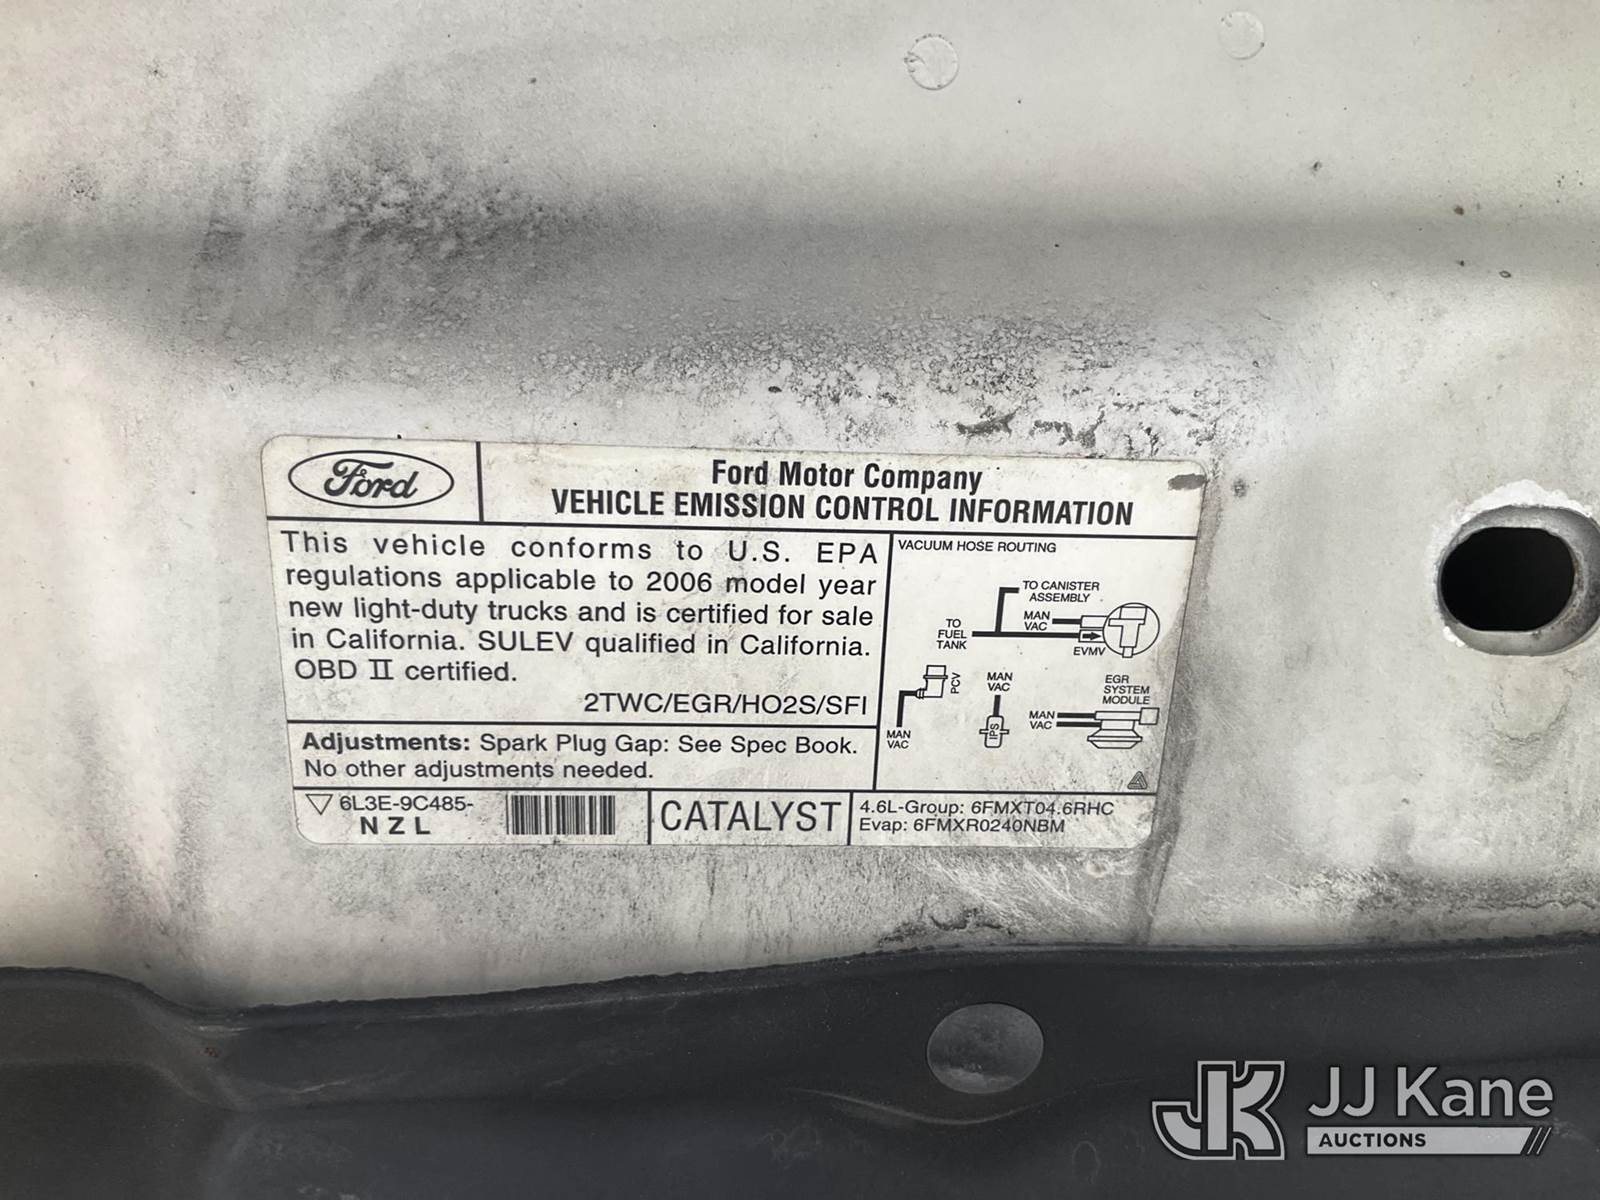 Ford
Ford Motor Company
VEHICLE EMISSION CONTROL INFORMATION
This vehicle conforms to U.S. EPA
regulations applicable to 2006 model year
new light-duty trucks and is certified for sale
in California. SULEV qualified in California.
OBD II certified.
2TWC/EGR/HO2S/SFI
Adjustments: Spark Plug Gap: See Spec Book.
No other adjustments needed.
VACUUM HOSE ROUTING
TO CANISTER
ASSEMBLY
MAN
VAC
TO
FUEL
TANK
EVMV
PCV
MAN
VAC
MAN
VAC
IPS
EGR
SYSTEM
MODULE
MAN
VAC
6L3E-9C485-
NZL
CATALYST
4.6L-Group: 6FMXT04.6RHC
Evap: 6FMXR0240NBM
JK
JJ Kane
AUCTIONS